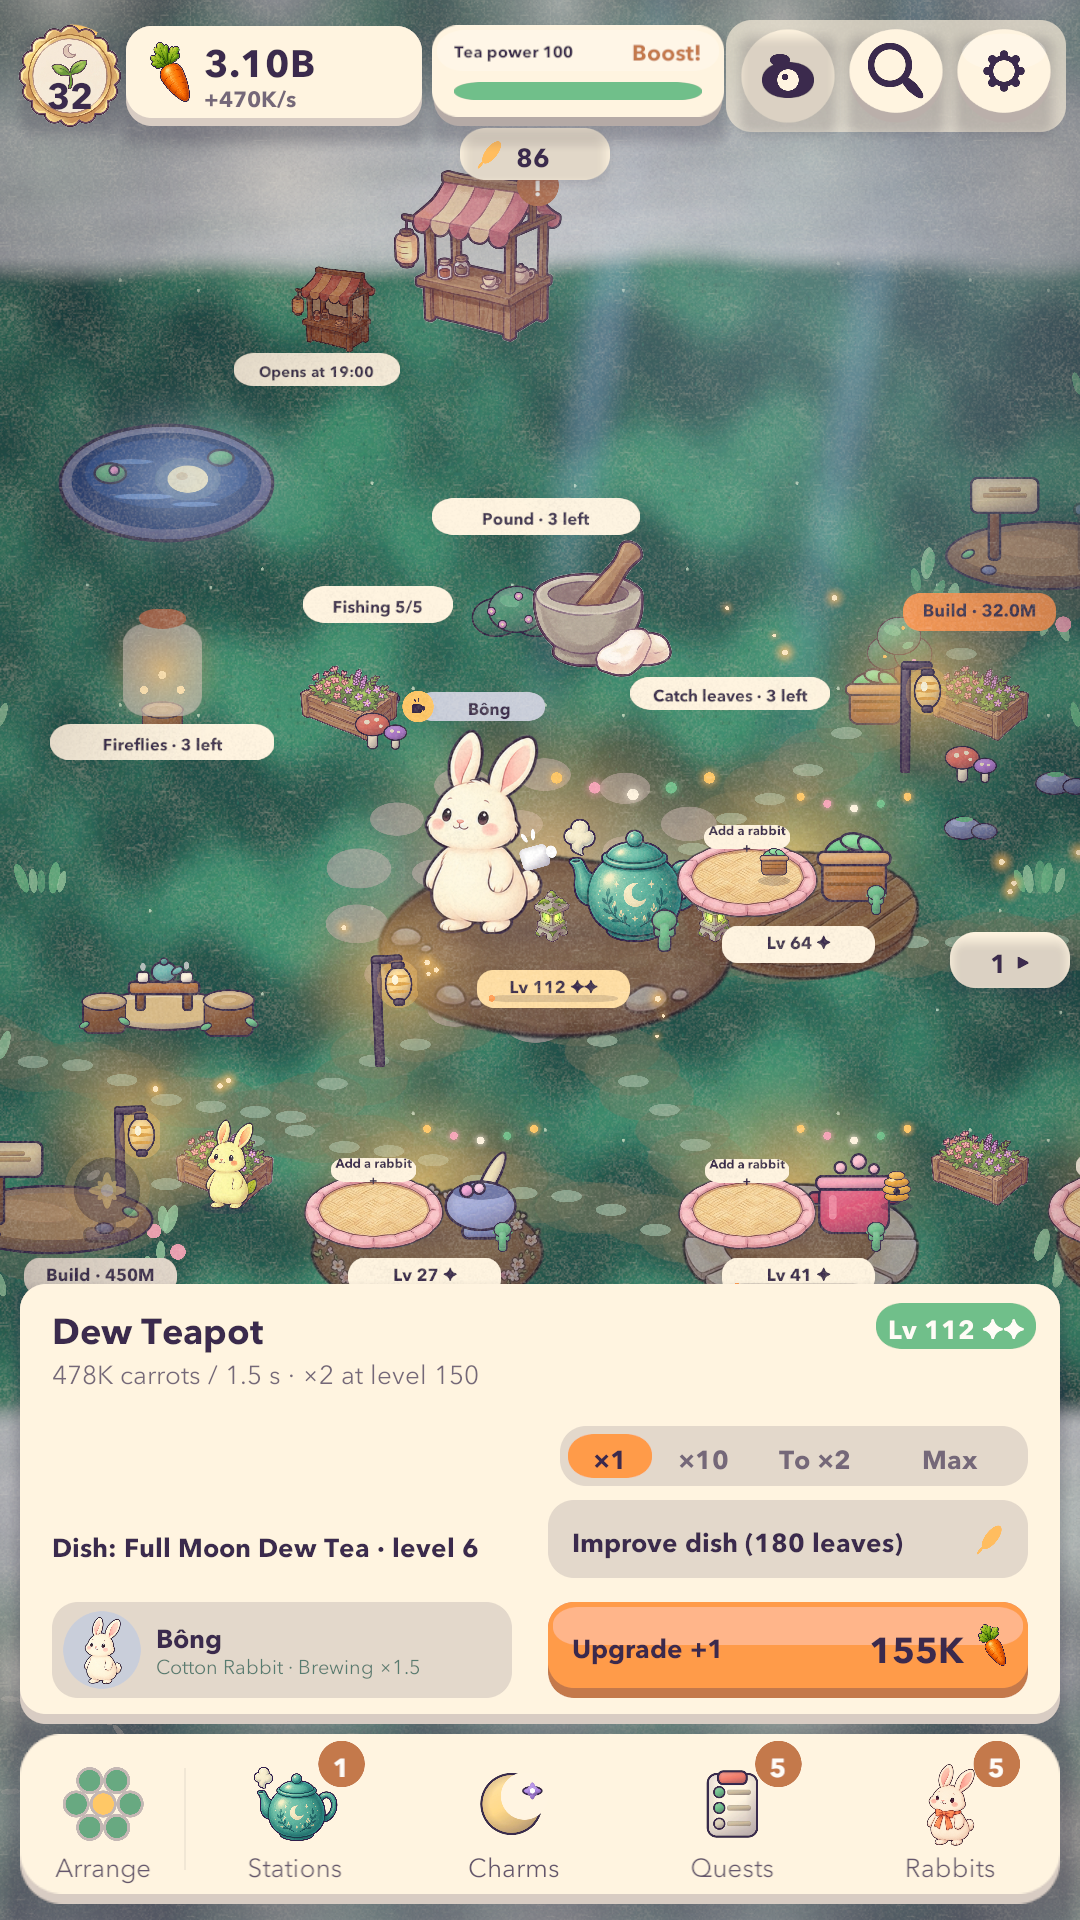 32
3.10B
+470K/s
Tea power 100
Boost!
86
!
Opens at 19:00
Pound · 3 left
Fishing 5/5
Build · 32.0M
Catch leaves · 3 left
Bông
Fireflies · 3 left
Add a rabbit
+
Lv 64 ✦
1 ▶
Lv 112 ✦✦
Add a rabbit
+
Add a rabbit
+
Build · 450M
Lv 27 ✦
Lv 41 ✦
Dew Teapot
Lv 112 ✦✦
478K carrots / 1.5 s · ×2 at level 150
×1
×10
To ×2
Max
Dish: Full Moon Dew Tea · level 6
Improve dish (180 leaves)
Bông
Cotton Rabbit · Brewing ×1.5
Upgrade +1
155K
1
5
5
Arrange
Stations
Charms
Quests
Rabbits